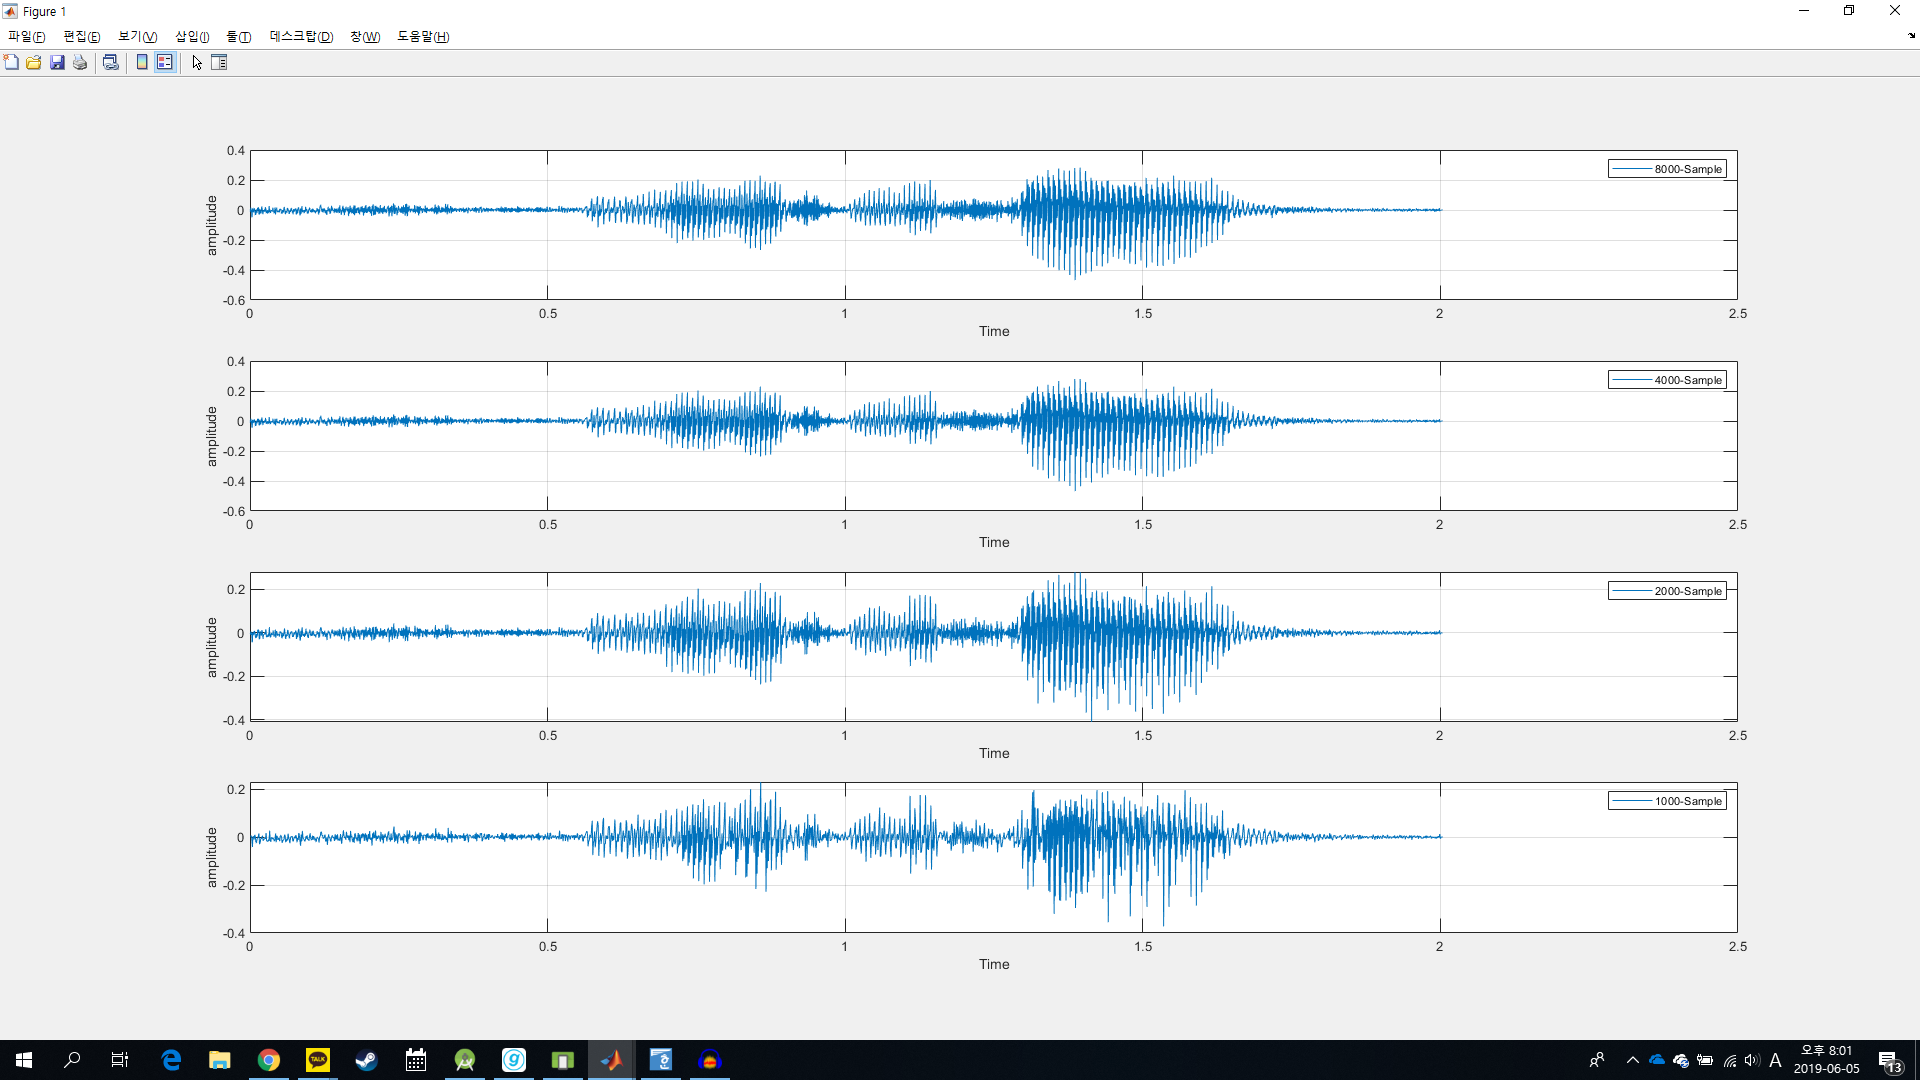 Figure 1
파일(F) 편집(E) 보기(V) 삽입(I) 툴(T) 데스크탑(D) 창(W) 도움말(H)
0.4
0.2
0
-0.2
-0.4
-0.6
amplitude
8000-Sample
0 0.5 1 1.5 2 2.5
Time
0.4
0.2
0
-0.2
-0.4
-0.6
amplitude
4000-Sample
0 0.5 1 1.5 2 2.5
Time
0.2
0
-0.2
-0.4
amplitude
2000-Sample
0 0.5 1 1.5 2 2.5
Time
0.2
0
-0.2
-0.4
amplitude
1000-Sample
0 0.5 1 1.5 2 2.5
Time
TALK
A
오후 8:01
2019-06-05
13